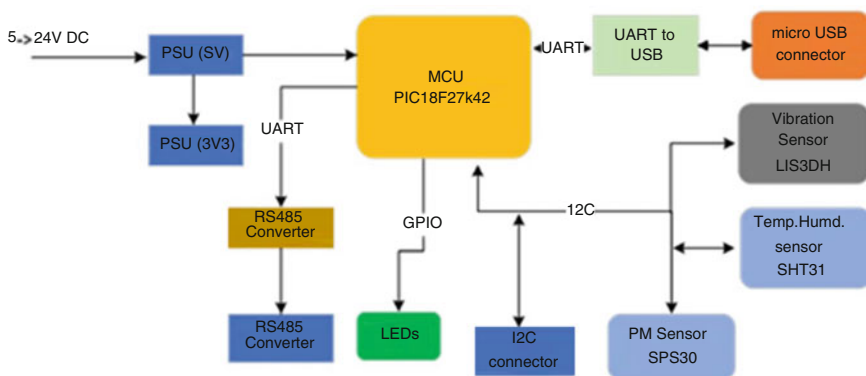 5->24V DC
PSU (SV)
MCU
PIC18F27k42
UART
UART to
USB
micro USB
connector
PSU (3V3)
UART
Vibration
Sensor
LIS3DH
RS485
Converter
GPIO
12C
Temp.Humd.
sensor
SHT31
RS485
Converter
LEDs
I2C
connector
PM Sensor
SPS30